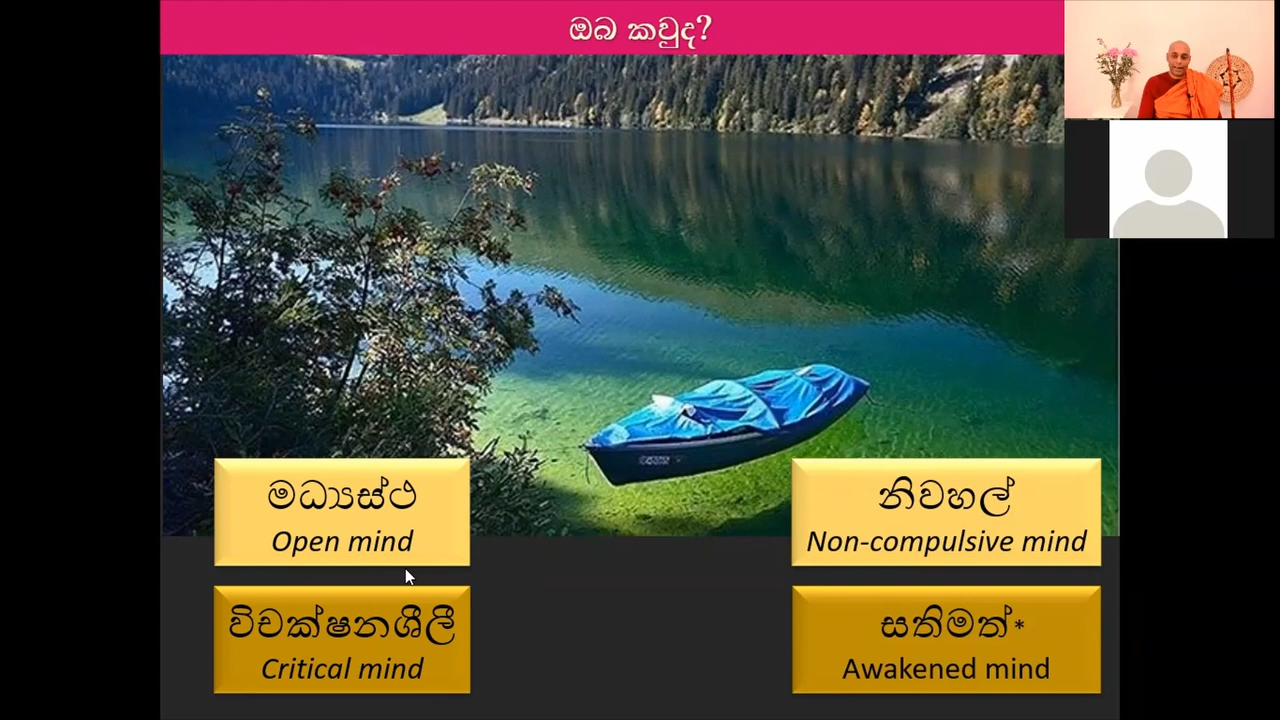 ඔබ කවුද?
මධ්‍යස්ථ
Open mind
විචක්ෂනශීලී
Critical mind
නිවහල්
Non-compulsive mind
සතිමත්*
Awakened mind